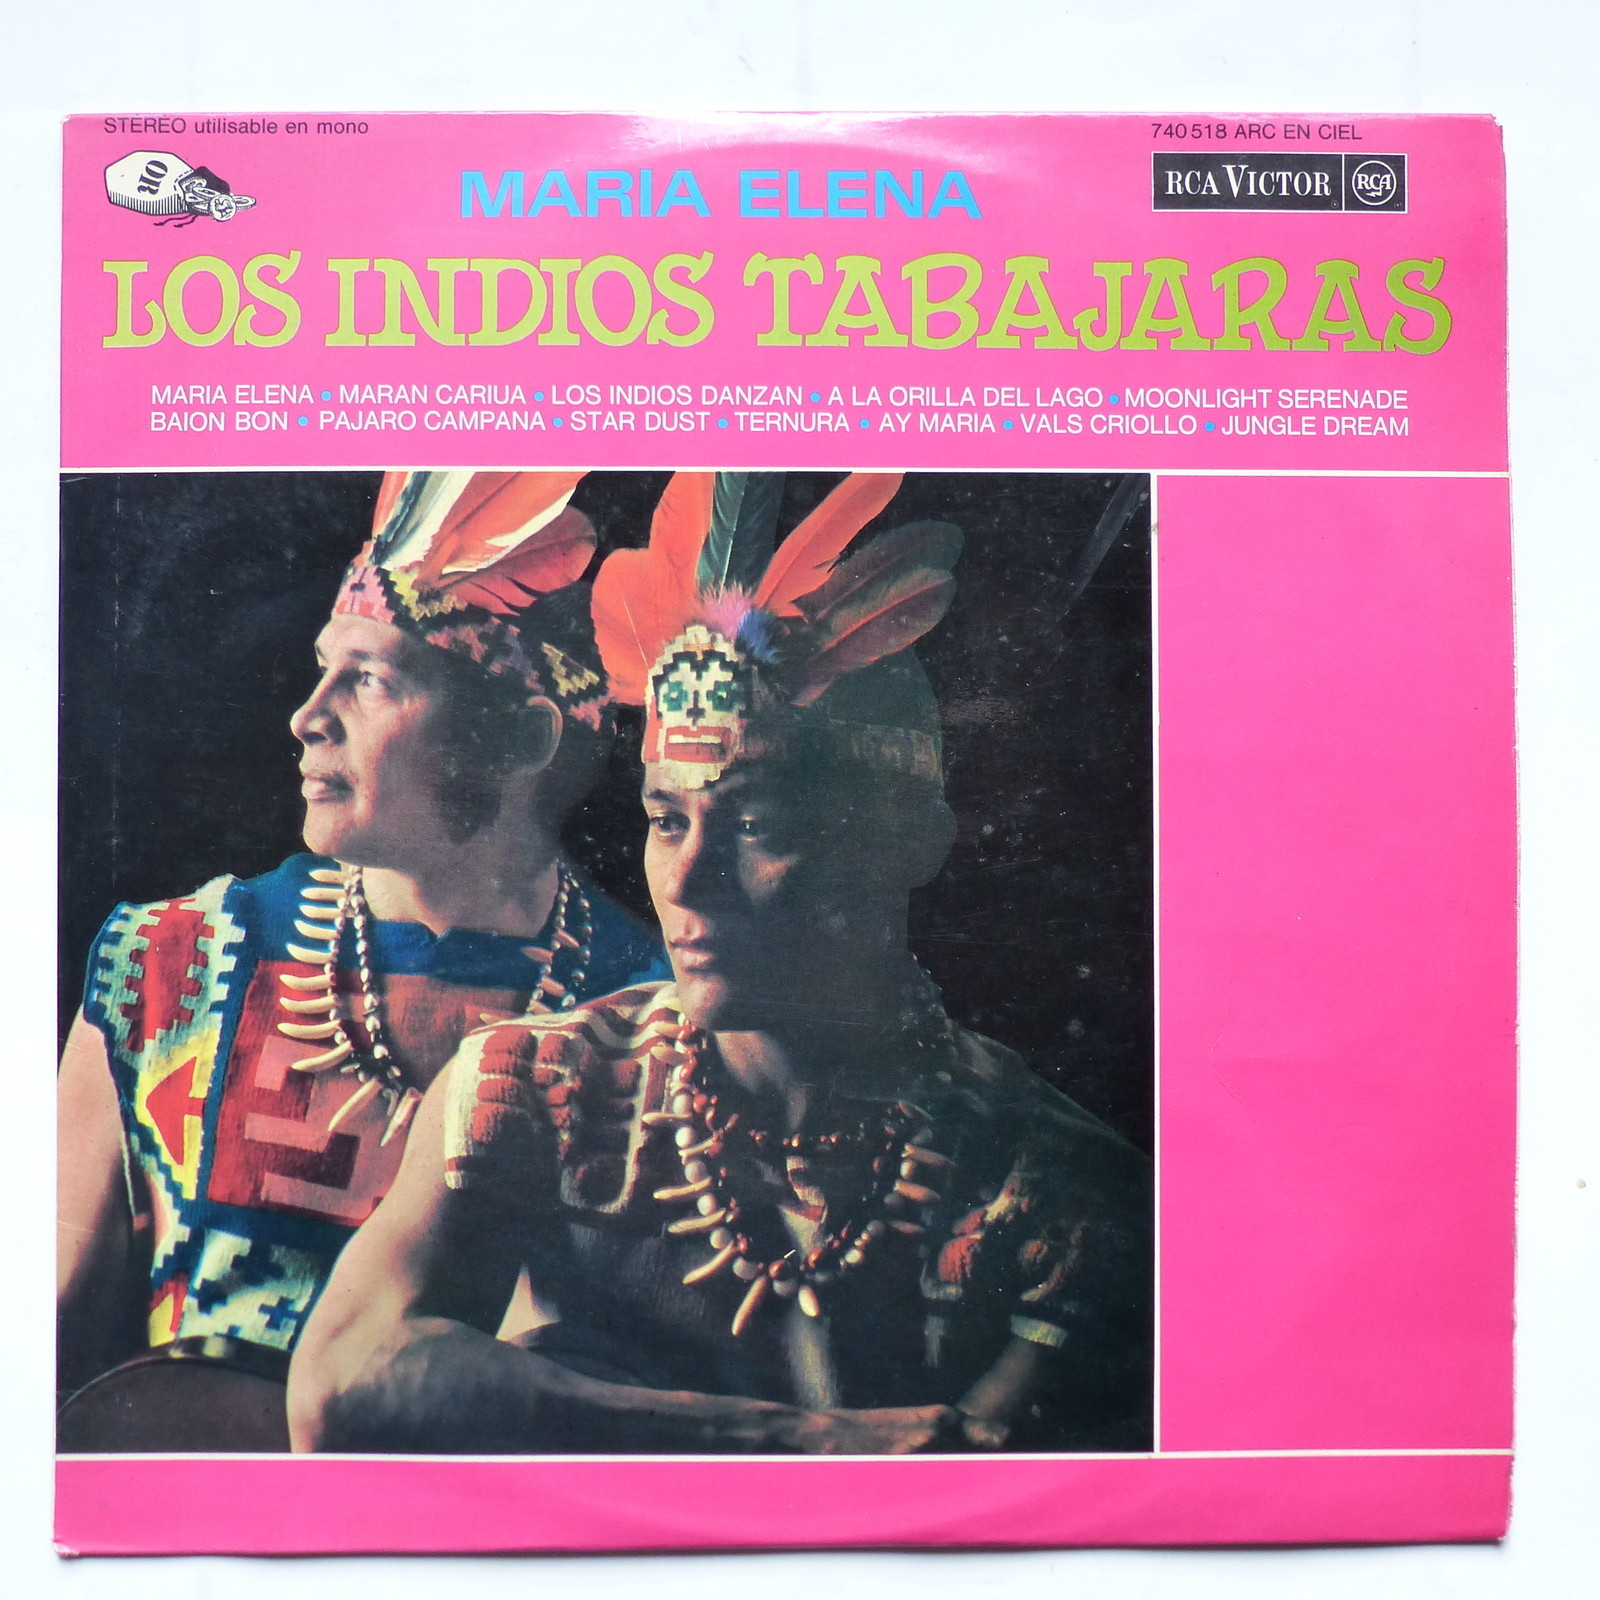 STÉRÉO utilisable en mono
740 518 ARC EN CIEL
OR
MARIA ELENA
RCA VICTOR RCA
LOS INDIOS TABAJARAS
MARIA ELENA • MARAN CARIUA • LOS INDIOS DANZAN • A LA ORILLA DEL LAGO • MOONLIGHT SERENADE
BAION BON • PAJARO CAMPANA • STAR DUST • TERNURA • AY MARIA • VALS CRIOLLO • JUNGLE DREAM